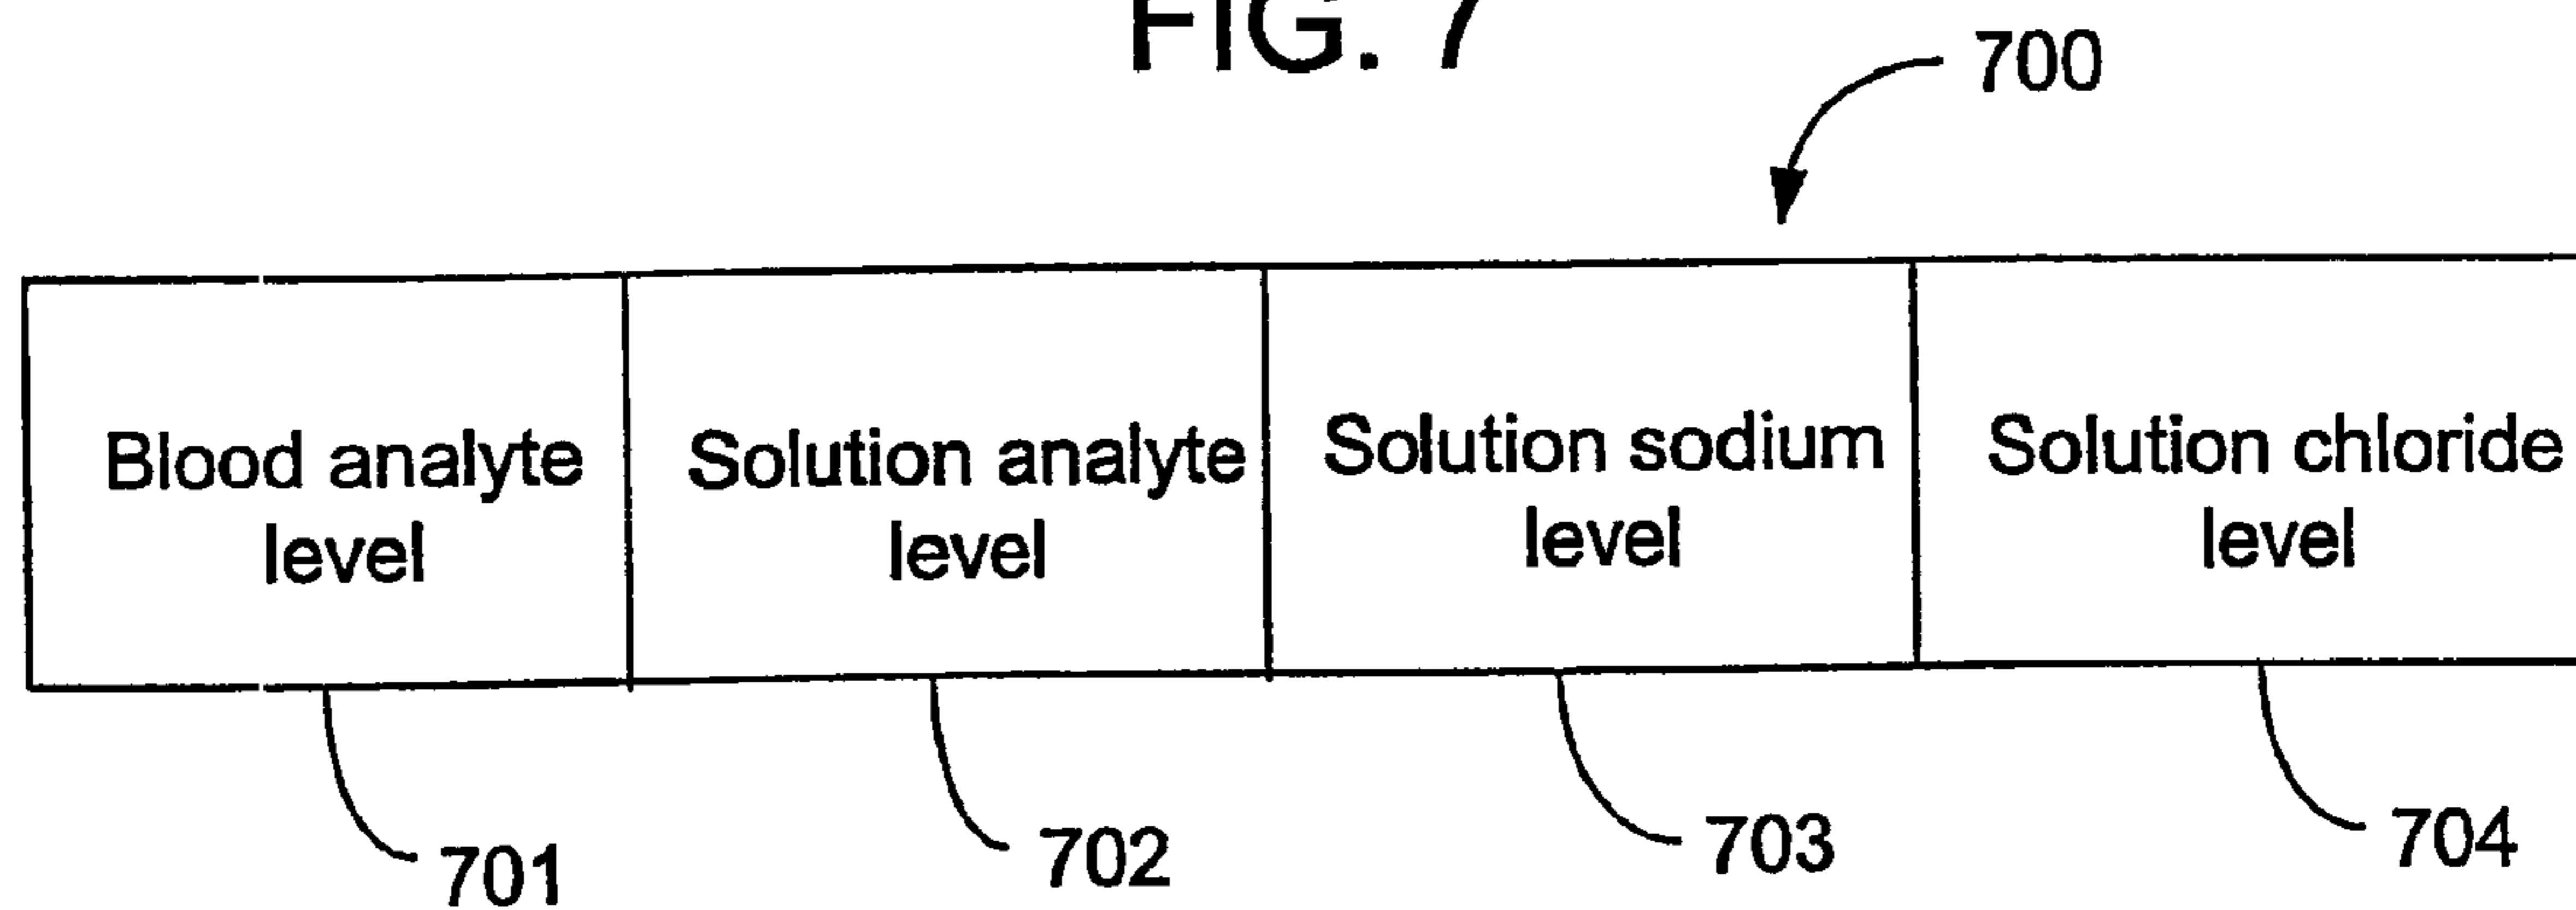 FIG. 7
700
Blood analyte
level
Solution analyte
level
Solution sodium
level
Solution chloride
level
701
702
703
704